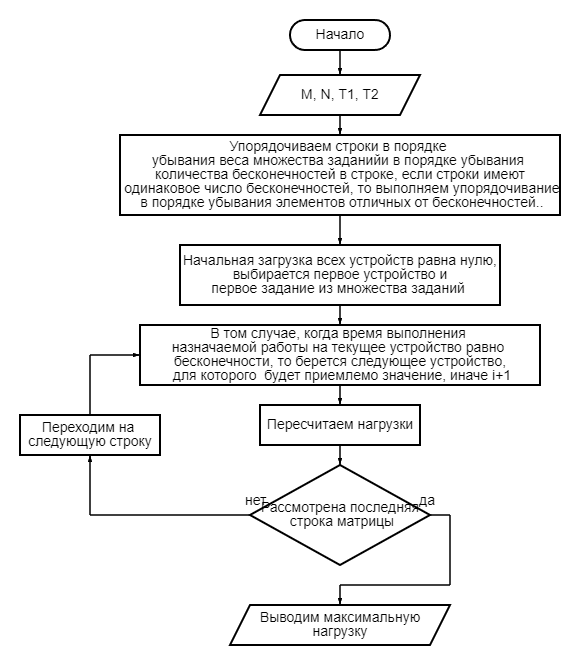 Начало
M, N, T1, T2
Упорядочиваем строки в порядке
убывания веса множества заданийи в порядке убывания
количества бесконечностей в строке, если строки имеют
одинаковое число бесконечностей, то выполняем упорядочивание
в порядке убывания элементов отличных от бесконечностей..
Начальная загрузка всех устройств равна нулю,
выбирается первое устройство и
первое задание из множества заданий
В том случае, когда время выполнения
назначаемой работы на текущее устройство равно
бесконечности, то берется следующее устройство,
для которого будет приемлемо значение, иначе i+1
Переходим на
следующую строку
Пересчитаем нагрузки
нет
да
Рассмотрена последняя
строка матрицы
Выводим максимальную
нагрузку